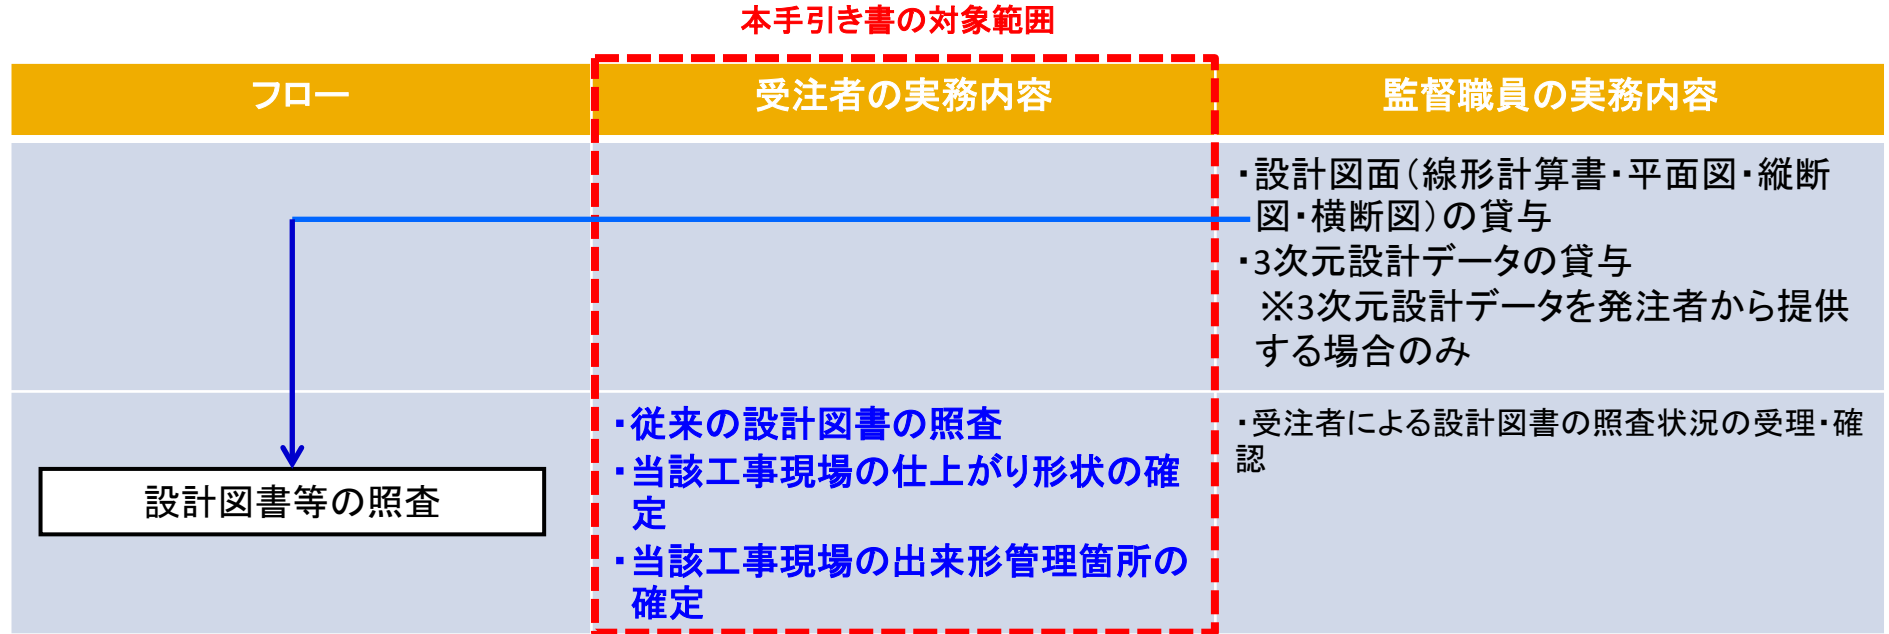 本手引き書の対象範囲
フロー
受注者の実務内容
監督職員の実務内容
・設計図面(線形計算書・平面図・縦断
図・横断図)の貸与
・3次元設計データの貸与
※3次元設計データを発注者から提供
する場合のみ
設計図書等の照査
・従来の設計図書の照査
・当該工事現場の仕上がり形状の確
定
・当該工事現場の出来形管理箇所の
確定
・受注者による設計図書の照査状況の受理・確
認